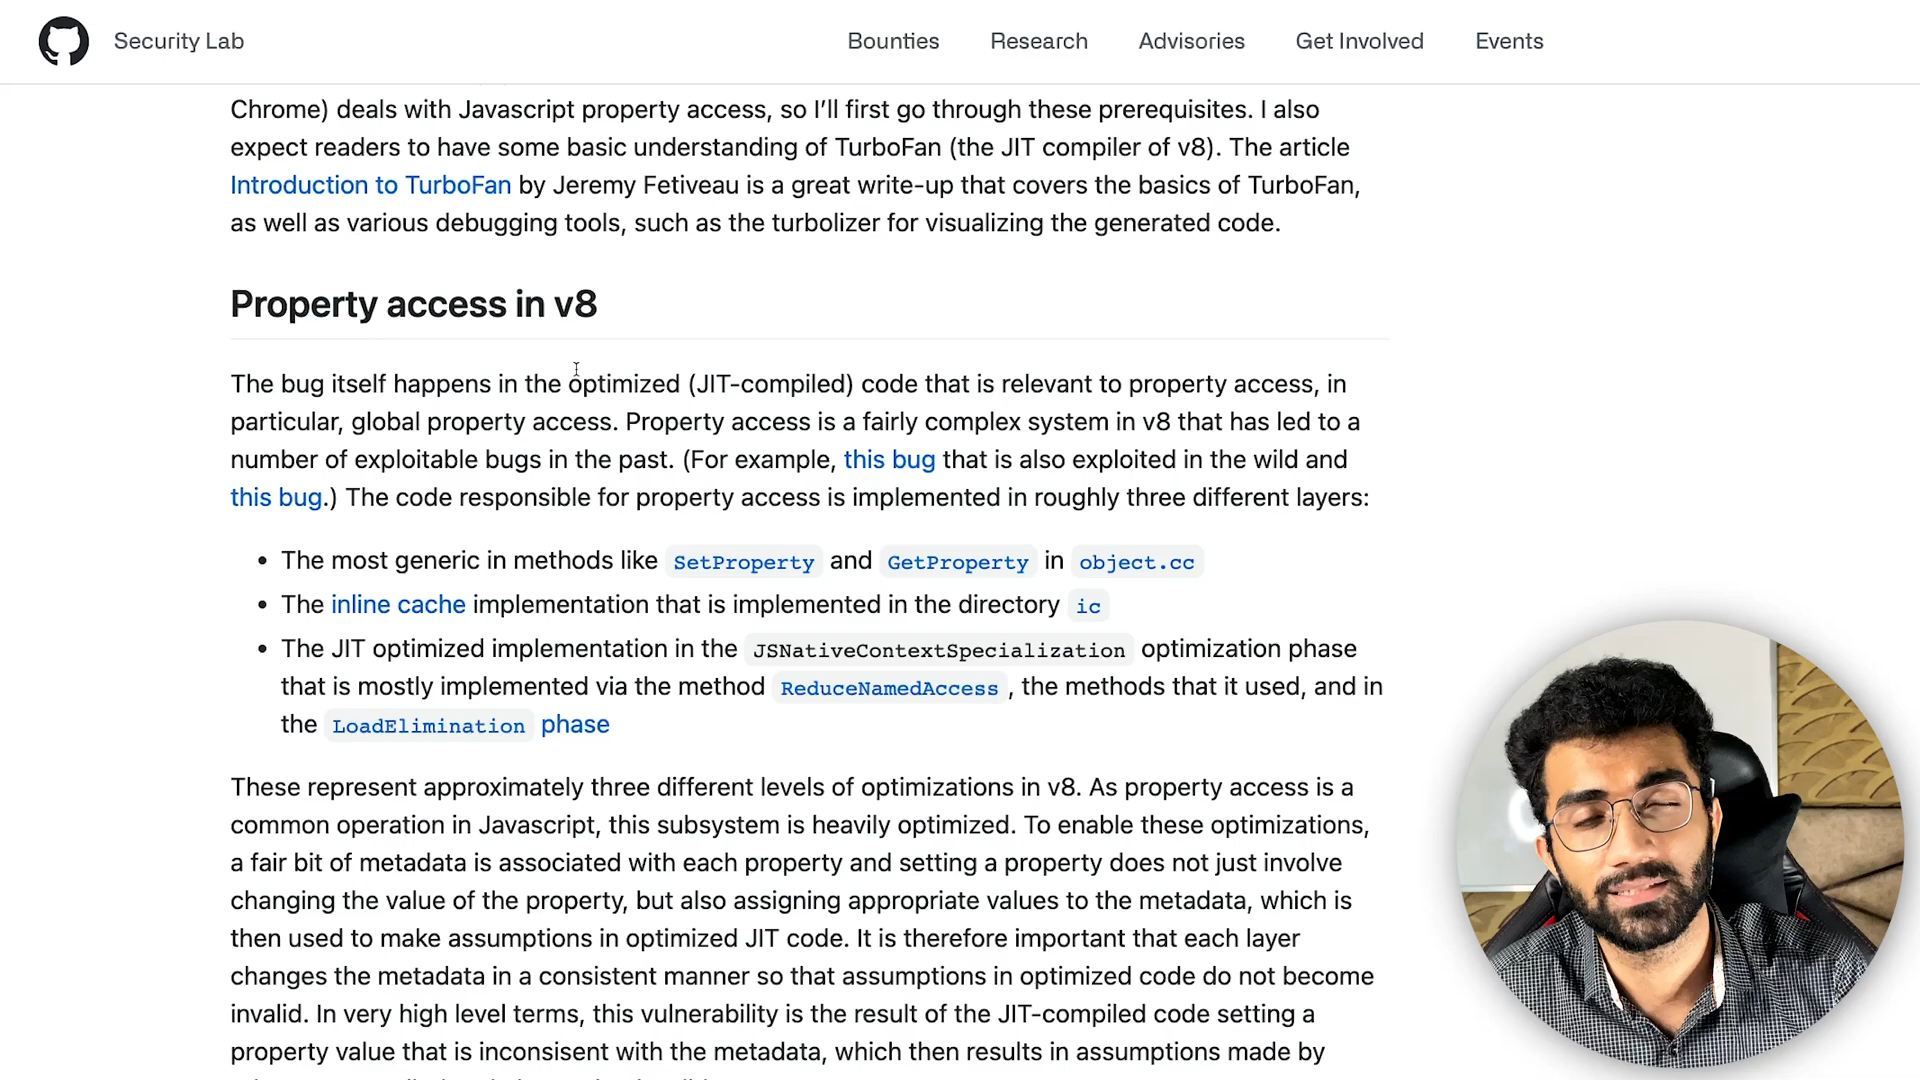 Security Lab
Bounties
Research
Advisories
Get Involved
Events
Chrome) deals with Javascript property access, so I’ll first go through these prerequisites. I also
expect readers to have some basic understanding of TurboFan (the JIT compiler of v8). The article
Introduction to TurboFan by Jeremy Fetiveau is a great write-up that covers the basics of TurboFan,
as well as various debugging tools, such as the turbolizer for visualizing the generated code.
Property access in v8
The bug itself happens in the optimized (JIT-compiled) code that is relevant to property access, in
particular, global property access. Property access is a fairly complex system in v8 that has led to a
number of exploitable bugs in the past. (For example, this bug that is also exploited in the wild and
this bug.) The code responsible for property access is implemented in roughly three different layers:
• The most generic in methods like SetProperty and GetProperty in object.cc
• The inline cache implementation that is implemented in the directory ic
• The JIT optimized implementation in the JSNativeContextSpecialization optimization phase
that is mostly implemented via the method ReduceNamedAccess , the methods that it used, and in
the LoadElimination phase
These represent approximately three different levels of optimizations in v8. As property access is a
common operation in Javascript, this subsystem is heavily optimized. To enable these optimizations,
a fair bit of metadata is associated with each property and setting a property does not just involve
changing the value of the property, but also assigning appropriate values to the metadata, which is
then used to make assumptions in optimized JIT code. It is therefore important that each layer
changes the metadata in a consistent manner so that assumptions in optimized code do not become
invalid. In very high level terms, this vulnerability is the result of the JIT-compiled code setting a
property value that is inconsisent with the metadata, which then results in assumptions made by